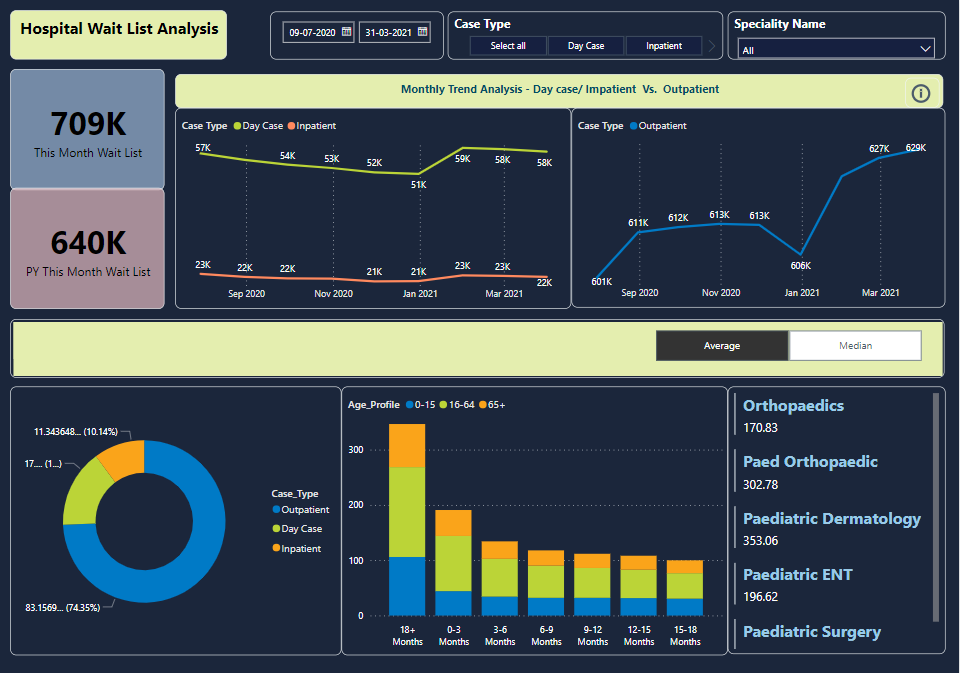 Hospital Wait List Analysis
09-07-2020
31-03-2021
Case Type
Select all
Day Case
Inpatient
Speciality Name
All
709K
This Month Wait List
640K
PY This Month Wait List
Monthly Trend Analysis - Day case/ Impatient Vs. Outpatient
Case Type Day Case Inpatient
57K
54K
53K
52K
51K
59K
58K
58K
23K
22K
22K
21K
21K
23K
23K
22K
Sep 2020
Nov 2020
Jan 2021
Mar 2021
Case Type Outpatient
601K
611K
612K
613K
613K
606K
627K
629K
Sep 2020
Nov 2020
Jan 2021
Mar 2021
Average
Median
11.343648... (10.14%)
17.... (1...)
83.1569... (74.35%)
Case_Type
Outpatient
Day Case
Inpatient
Age_Profile 0-15 16-64 65+
300
200
100
0
18+
Months
0-3
Months
3-6
Months
6-9
Months
9-12
Months
12-15
Months
15-18
Months
Orthopaedics
170.83
Paed Orthopaedic
302.78
Paediatric Dermatology
353.06
Paediatric ENT
196.62
Paediatric Surgery